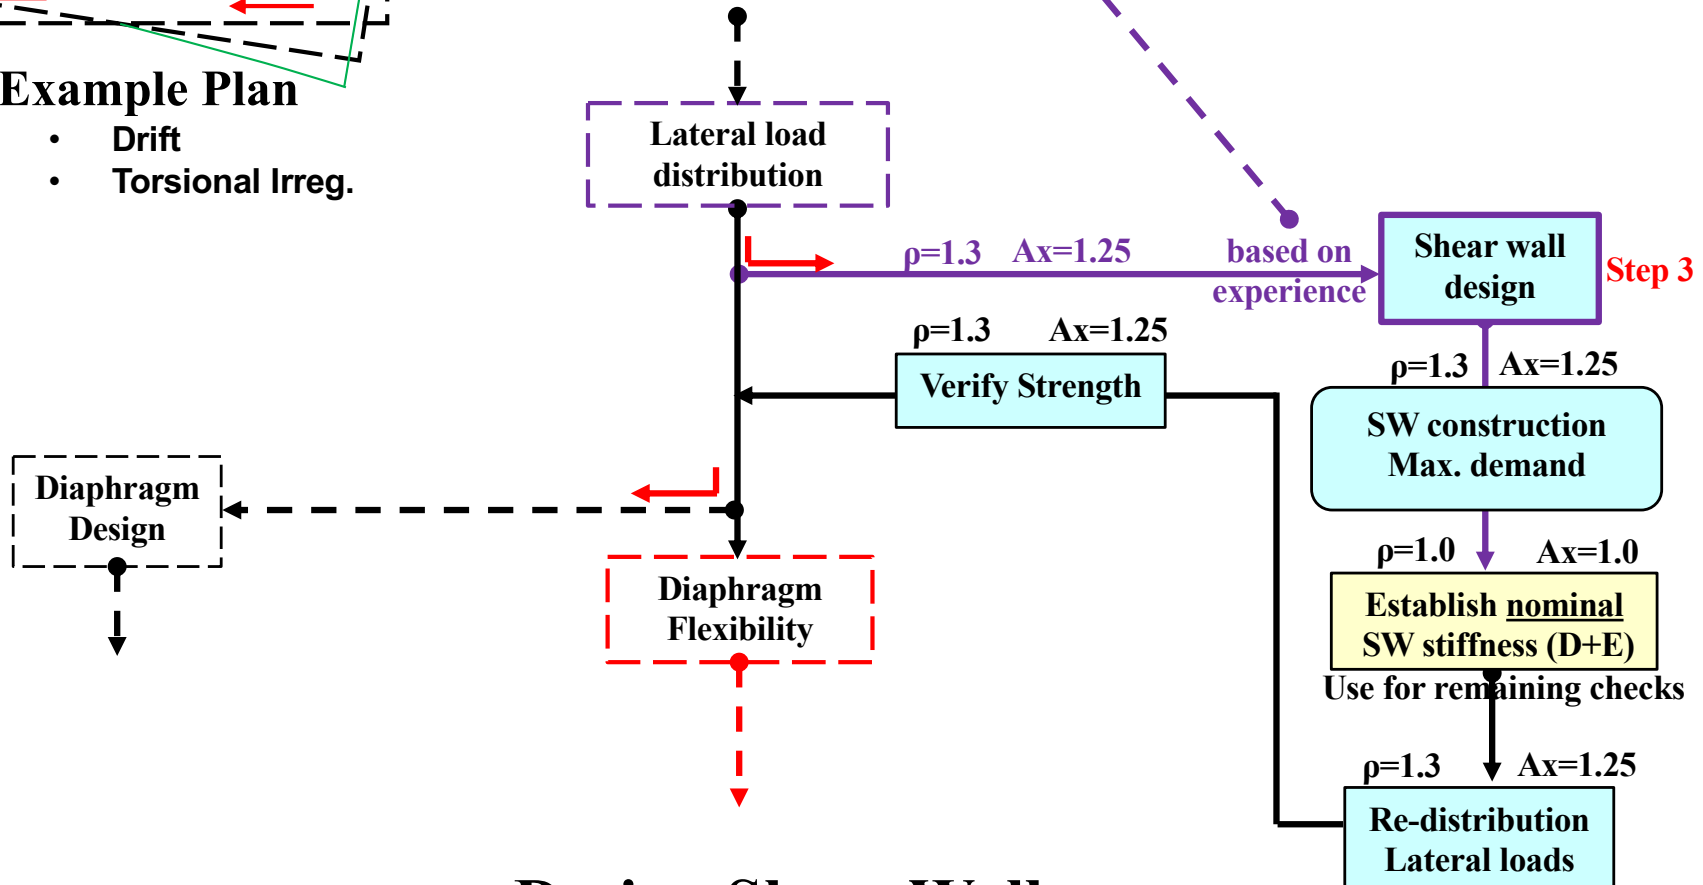 Example Plan
• Drift
• Torsional Irreg.
Lateral load
distribution
ρ=1.3 Ax=1.25
based on
experience
Shear wall
design
Step 3
ρ=1.3 Ax=1.25
Verify Strength
ρ=1.3 Ax=1.25
SW construction
Max. demand
Diaphragm
Design
Diaphragm
Flexibility
ρ=1.0 Ax=1.0
Establish nominal
SW stiffness (D+E)
Use for remaining checks
ρ=1.3 Ax=1.25
Re-distribution
Lateral loads